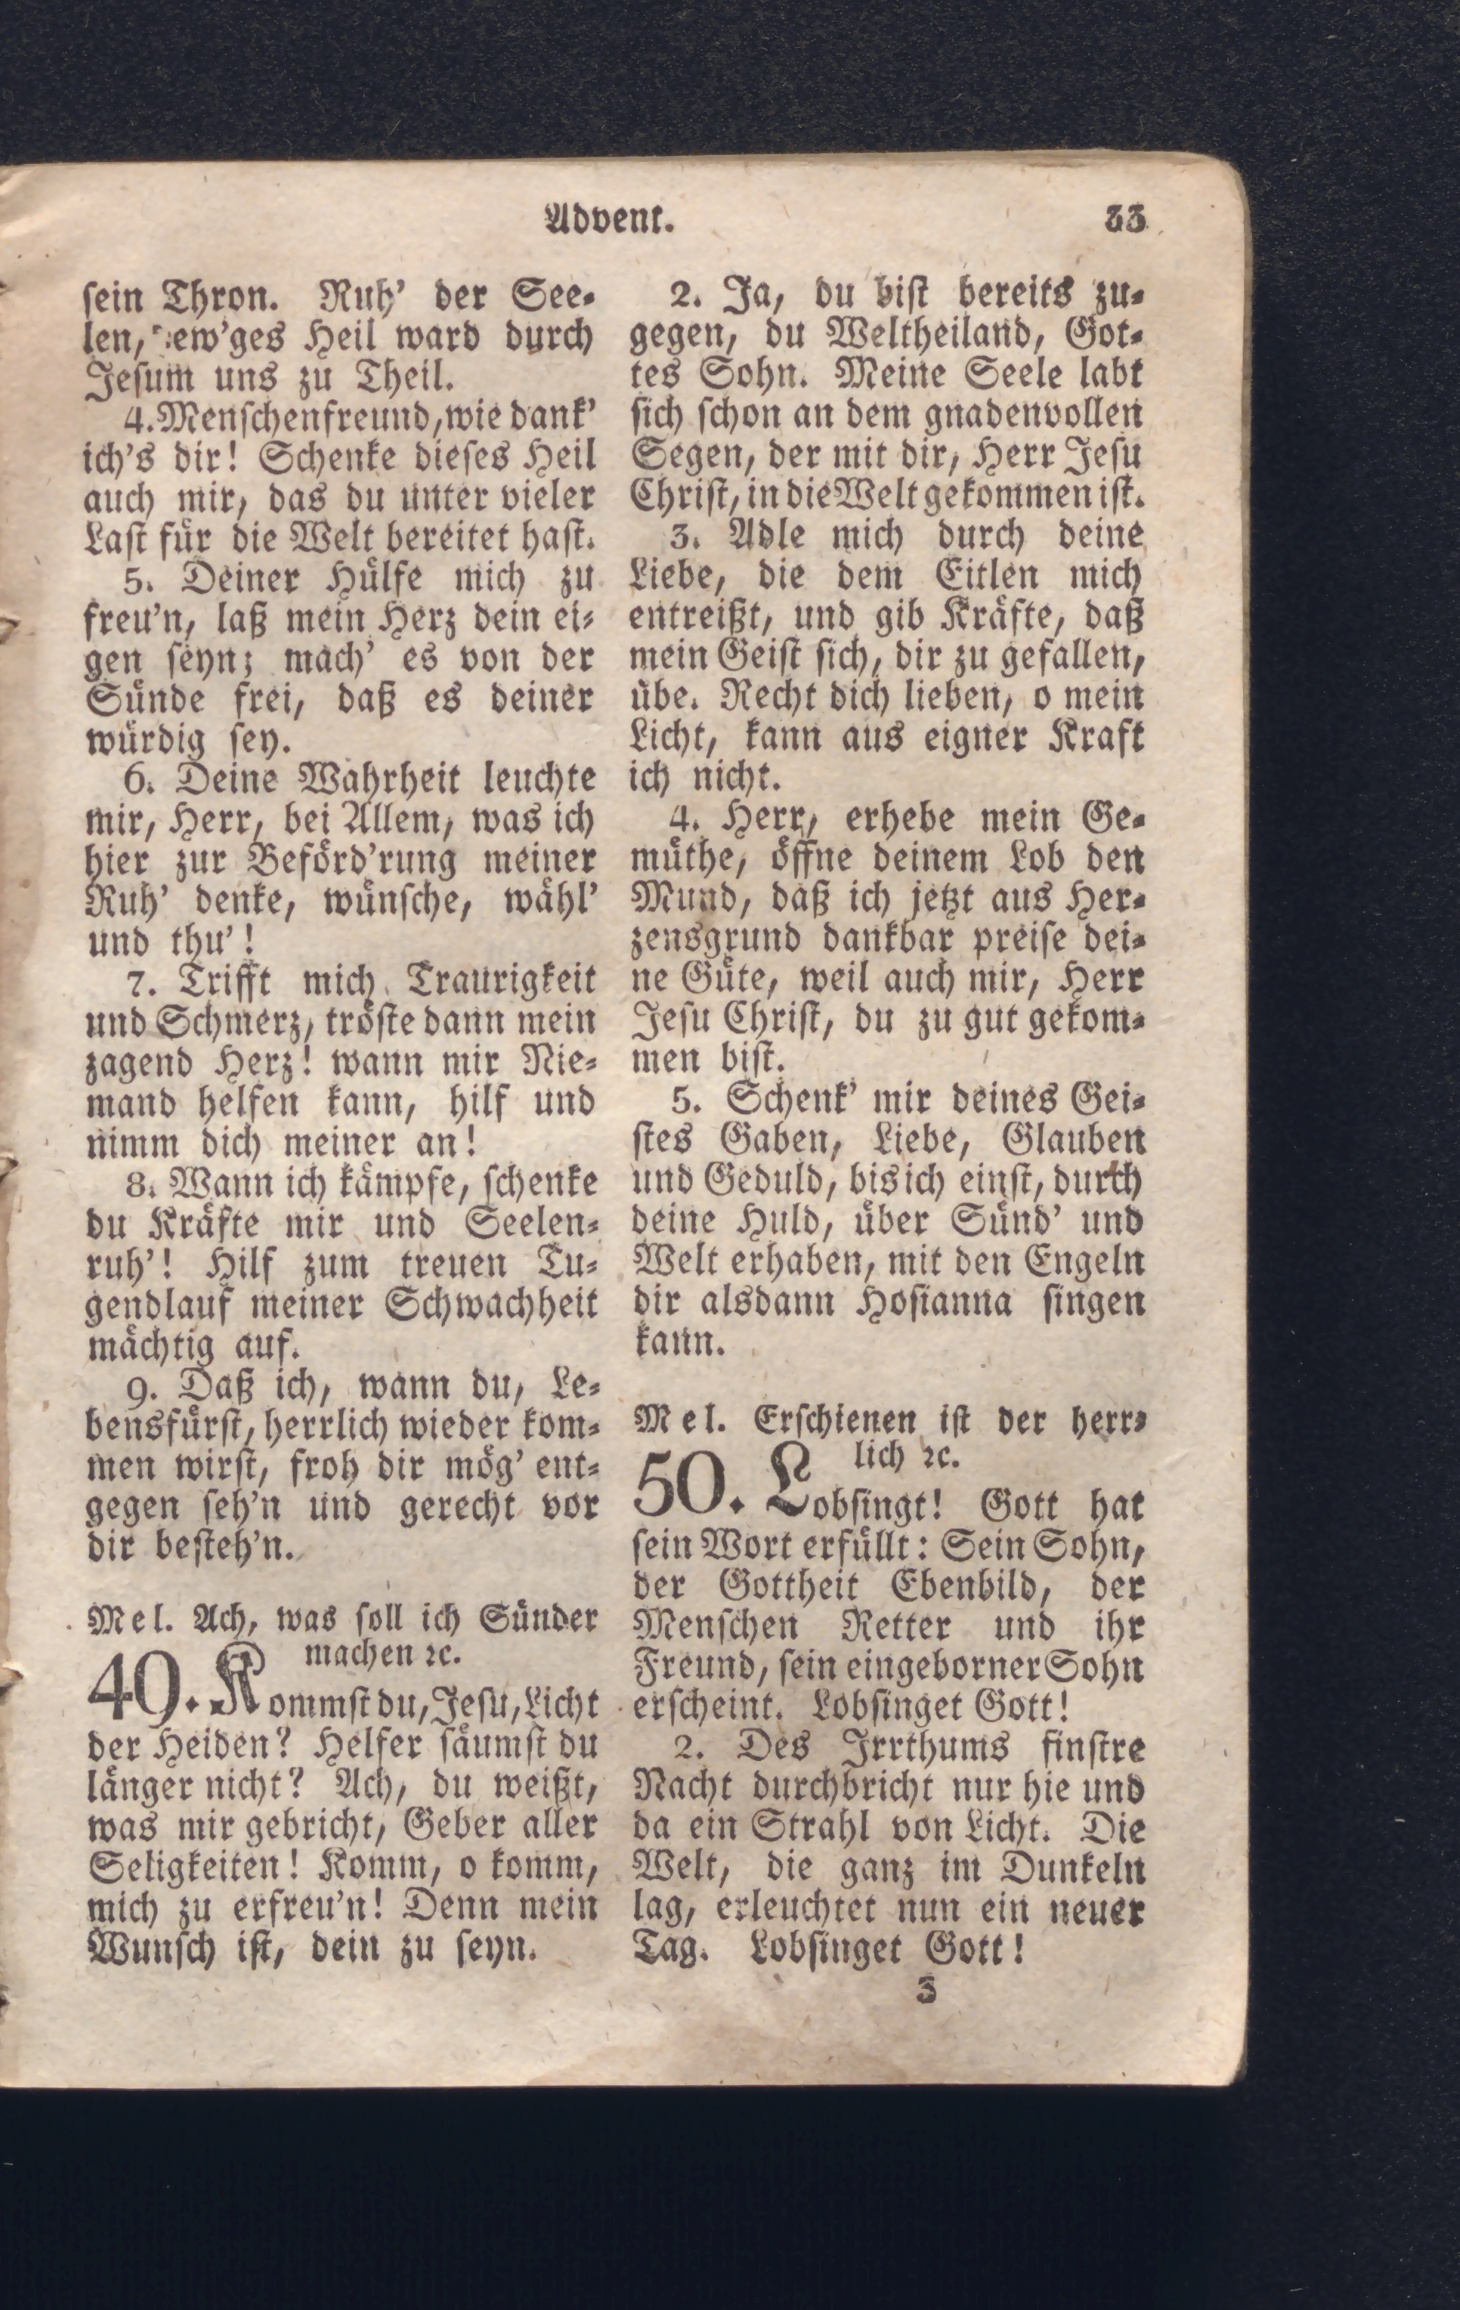 Advent. 33
sein Thron. Ruh' der See-
len, ew'ges Heil ward durch
Jesum uns zu Theil.
4. Menschenfreund, wie dank'
ich's dir! Schenke dieses Heil
auch mir, das du unter vieler
Last für die Welt bereitet hast.
5. Deiner Hülfe mich zu
freu'n, laß mein Herz dein ei-
gen seyn; mach' es von der
Sünde frei, daß es deiner
würdig sey.
6. Deine Wahrheit leuchte
mir, Herr, bei Allem, was ich
hier zur Beförd'rung meiner
Ruh' denke, wünsche, wähl'
und thu'!
7. Trifft mich Traurigkeit
und Schmerz, tröste dann mein
zagend Herz! wann mir Nie-
mand helfen kann, hilf und
nimm dich meiner an!
8. Wann ich kämpfe, schenke
du Kräfte mir und Seelen-
ruh'! Hilf zum treuen Tu-
gendlauf meiner Schwachheit
mächtig auf.
9. Daß ich, wann du, Le-
bensfürst, herrlich wieder kom-
men wirst, froh dir mög' ent-
gegen seh'n und gerecht vor
dir besteh'n.
Mel. Ach, was soll ich Sünder
machen ꝛc.
49. Kommst du, Jesu, Licht
der Heiden? Helfer säumst du
länger nicht? Ach, du weißt,
was mir gebricht, Geber aller
Seligkeiten! Komm, o komm,
mich zu erfreu'n! Denn mein
Wunsch ist, dein zu seyn.
2. Ja, du bist bereits zu-
gegen, du Weltheiland, Got-
tes Sohn. Meine Seele labt
sich schon an dem gnadenvollen
Segen, der mit dir, Herr Jesu
Christ, in die Welt gekommen ist.
3. Adle mich durch deine
Liebe, die dem Eitlen mich
entreißt, und gib Kräfte, daß
mein Geist sich, dir zu gefallen,
übe. Recht dich lieben, o mein
Licht, kann aus eigner Kraft
ich nicht.
4. Herr, erhebe mein Ge-
müthe, öffne deinem Lob den
Mund, daß ich jetzt aus Her-
zensgrund dankbar preise dei-
ne Güte, weil auch mir, Herr
Jesu Christ, du zu gut gekom-
men bist.
5. Schenk' mir deines Gei-
stes Gaben, Liebe, Glauben
und Geduld, bis ich einst, durch
deine Huld, über Sünd' und
Welt erhaben, mit den Engeln
dir alsdann Hosianna singen
kann.
Mel. Erschienen ist der herr-
lich ꝛc.
50. Lobsingt! Gott hat
sein Wort erfüllt: Sein Sohn,
der Gottheit Ebenbild, der
Menschen Retter und ihr
Freund, sein eingeborner Sohn
erscheint. Lobsinget Gott!
2. Des Irrthums finstre
Nacht durchbricht nur hie und
da ein Strahl von Licht. Die
Welt, die ganz im Dunkeln
lag, erleuchtet nun ein neuer
Tag. Lobsinget Gott!
3